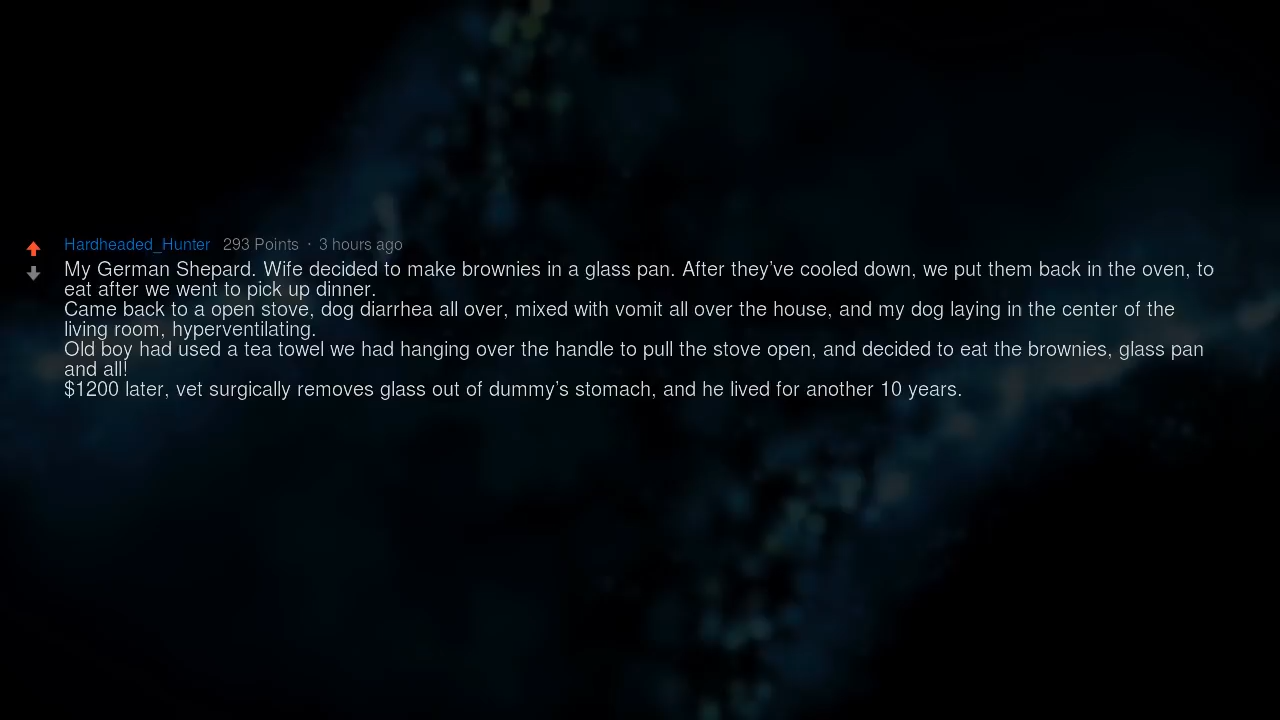 Hardheaded_Hunter 293 Points · 3 hours ago
My German Shepard. Wife decided to make brownies in a glass pan. After they've cooled down, we put them back in the oven, to
eat after we went to pick up dinner.
Came back to a open stove, dog diarrhea all over, mixed with vomit all over the house, and my dog laying in the center of the
living room, hyperventilating.
Old boy had used a tea towel we had hanging over the handle to pull the stove open, and decided to eat the brownies, glass pan
and all!
$1200 later, vet surgically removes glass out of dummy's stomach, and he lived for another 10 years.